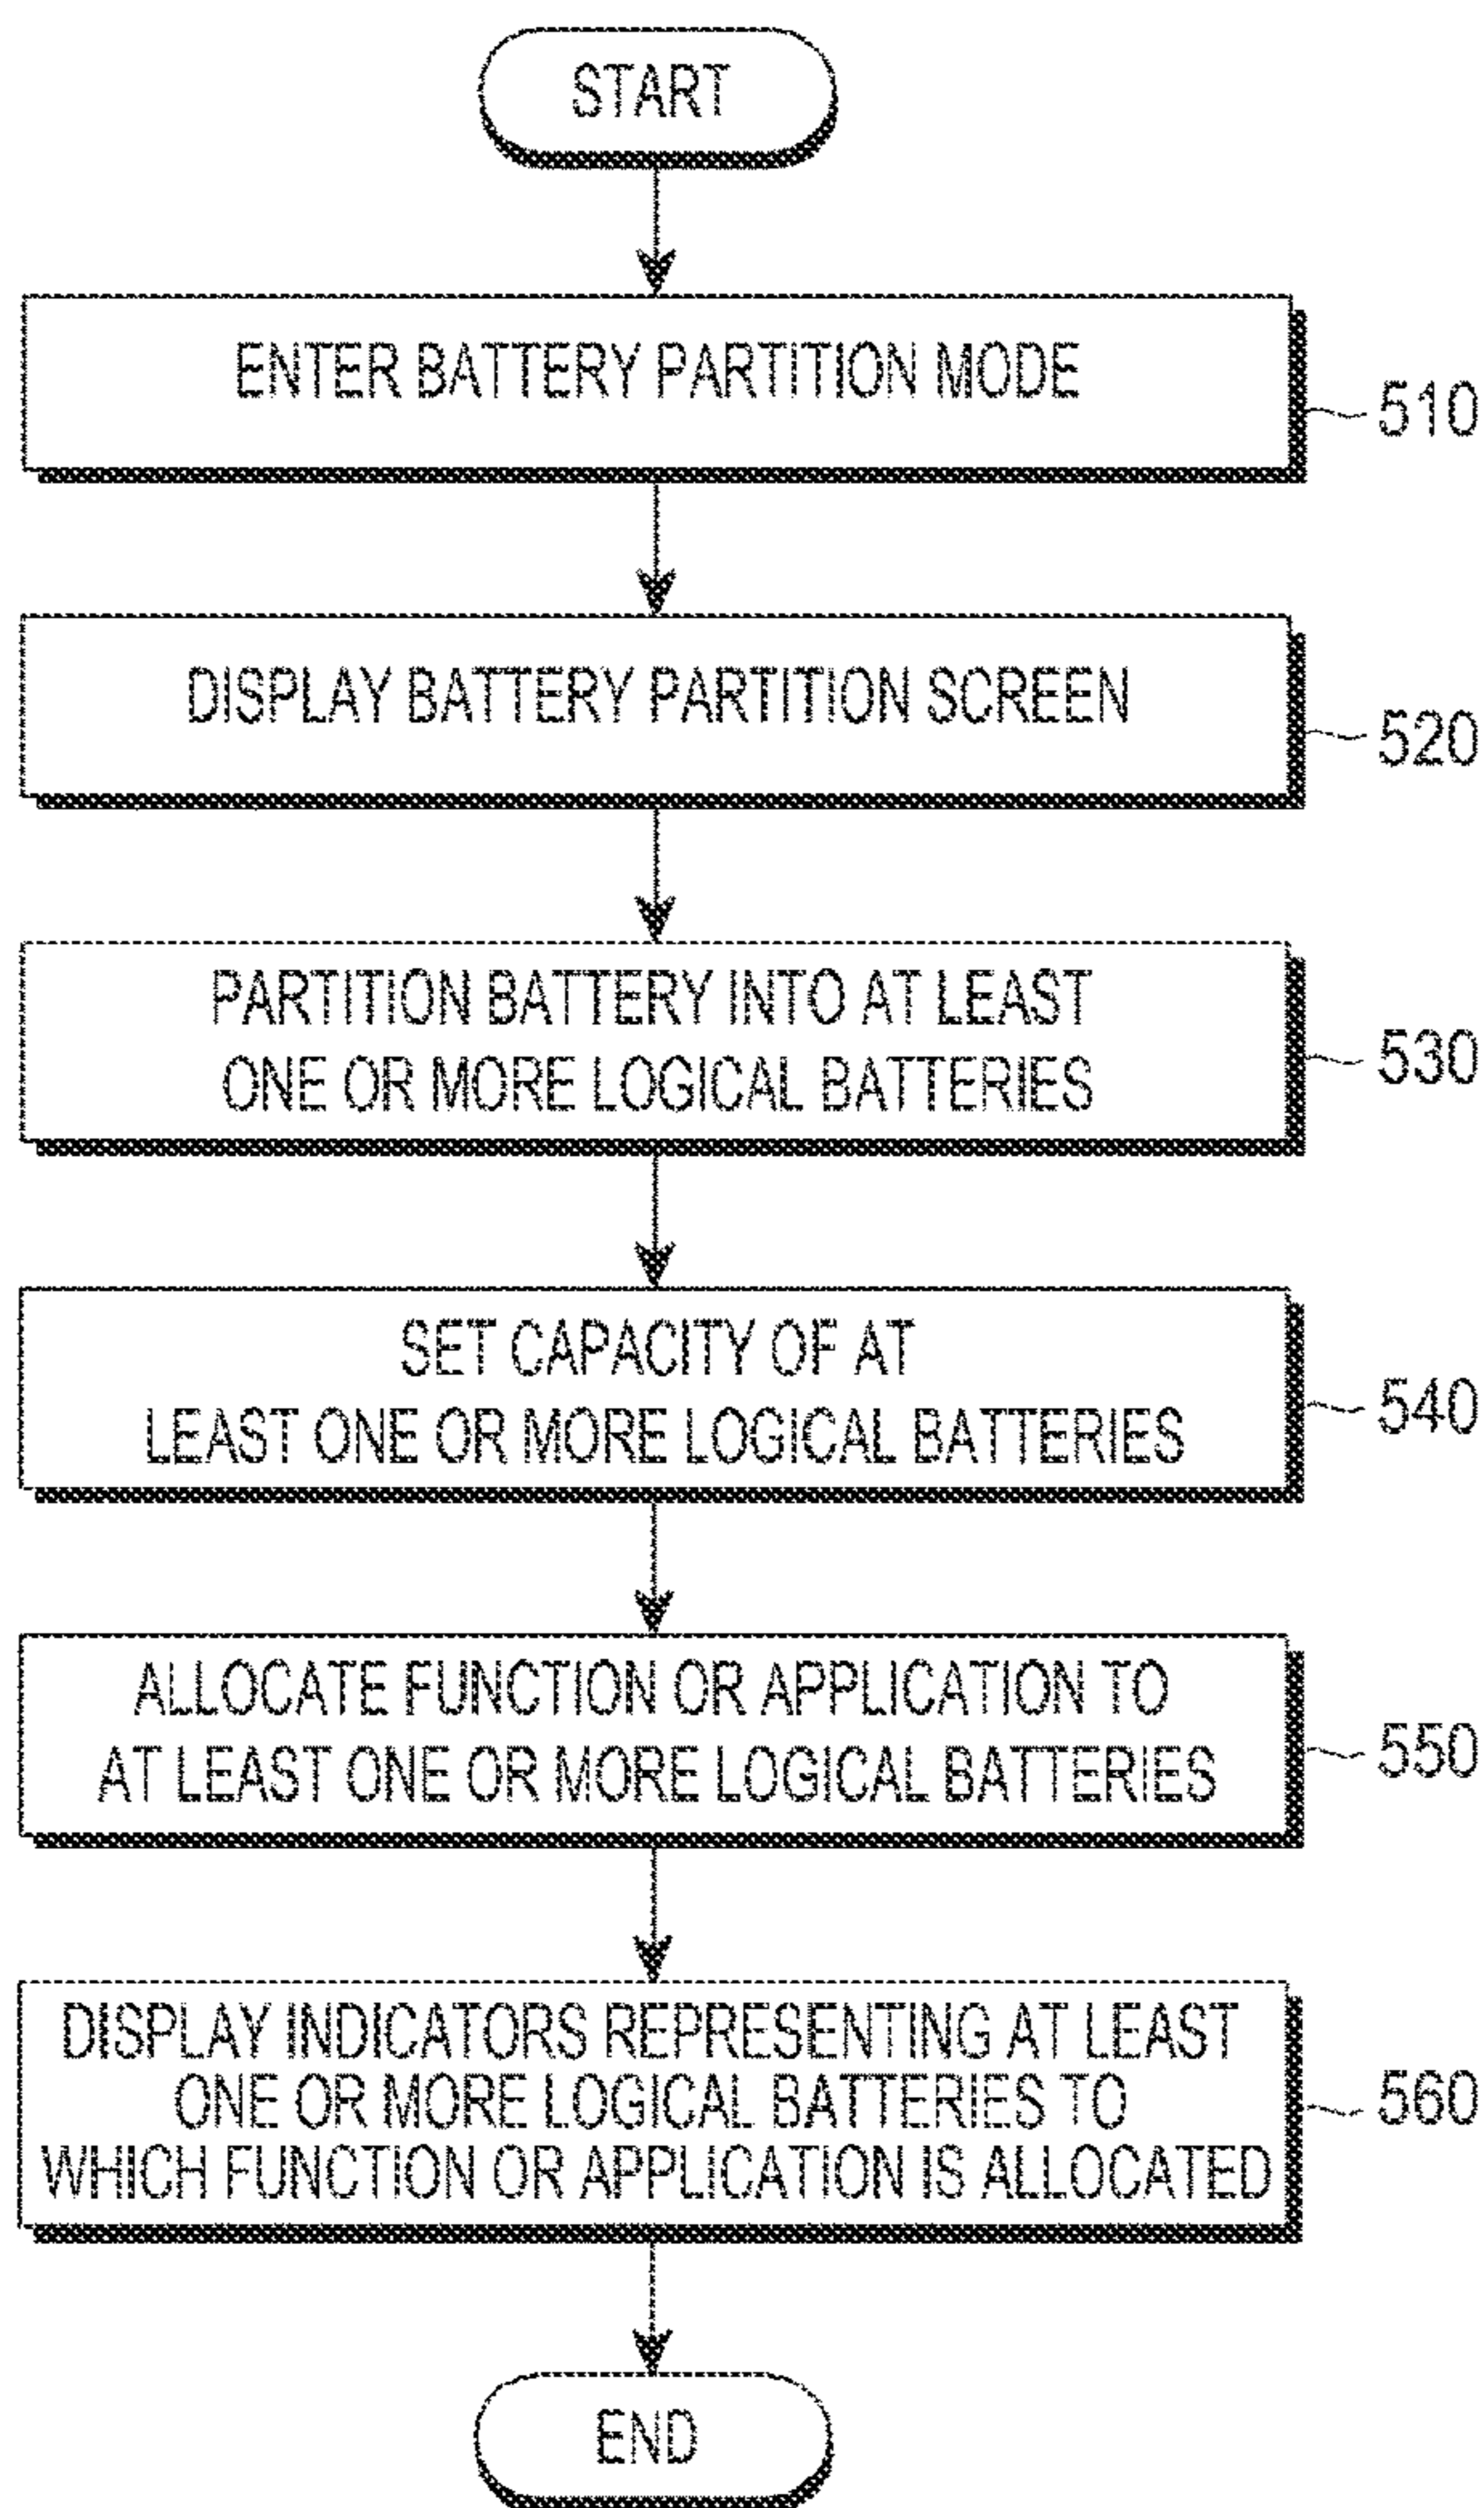 START
ENTER BATTERY PARTITION MODE
510
DISPLAY BATTERY PARTITION SCREEN
520
PARTITION BATTERY INTO AT LEAST
ONE OR MORE LOGICAL BATTERIES
530
SET CAPACITY OF AT
LEAST ONE OR MORE LOGICAL BATTERIES
540
ALLOCATE FUNCTION OR APPLICATION TO
AT LEAST ONE OR MORE LOGICAL BATTERIES
550
DISPLAY INDICATORS REPRESENTING AT LEAST
ONE OR MORE LOGICAL BATTERIES TO
WHICH FUNCTION OR APPLICATION IS ALLOCATED
560
END